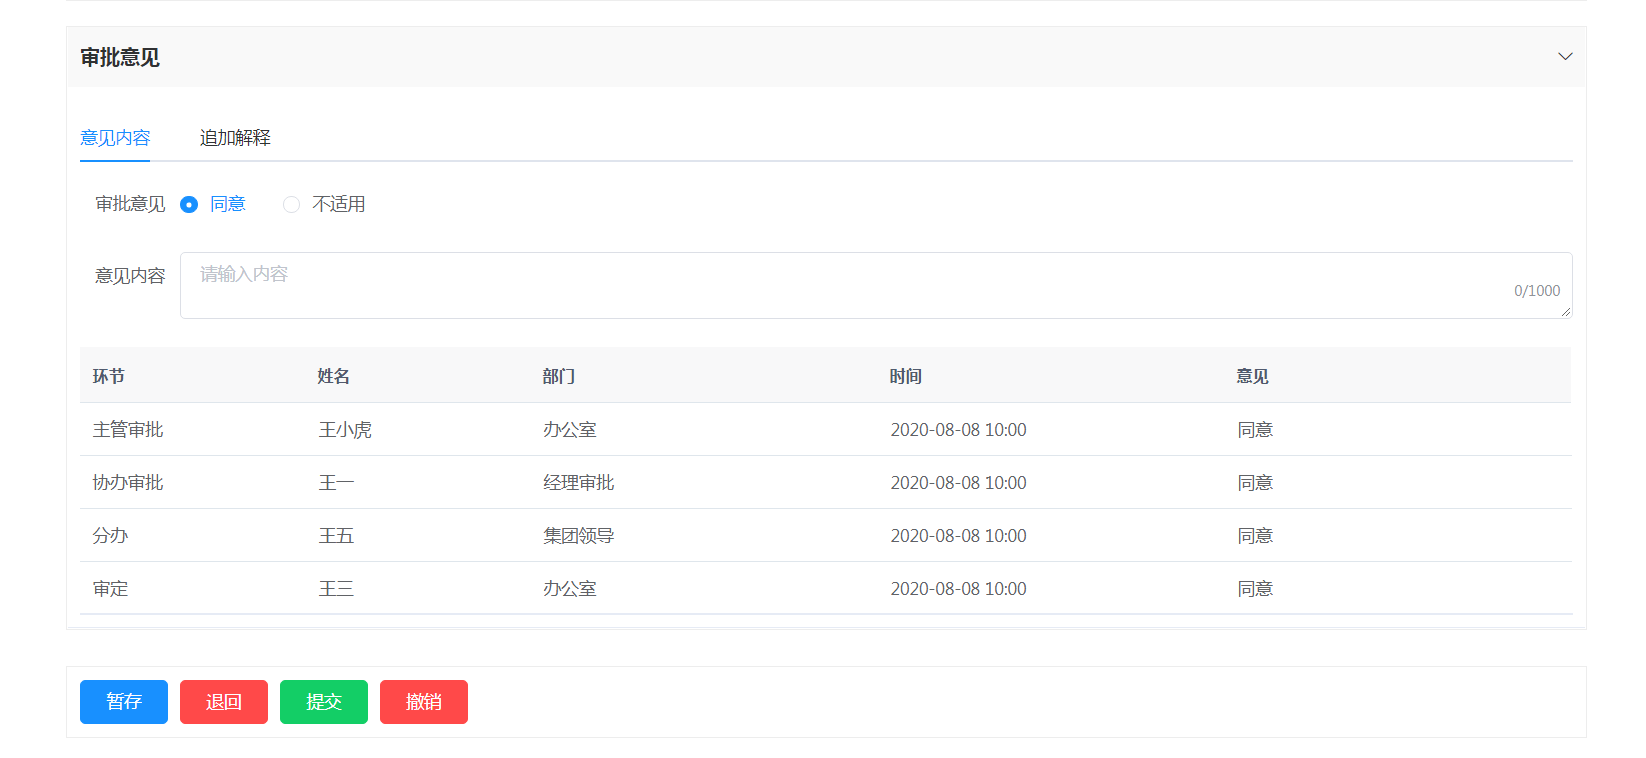 审批意见
意见内容 追加解释
审批意见 同意 不适用
意见内容 请输入内容
0/1000
环节 姓名 部门 时间 意见
主管审批 王小虎 办公室 2020-08-08 10:00 同意
协办审批 王一 经理审批 2020-08-08 10:00 同意
分办 王五 集团领导 2020-08-08 10:00 同意
审定 王三 办公室 2020-08-08 10:00 同意
暂存 退回 提交 撤销